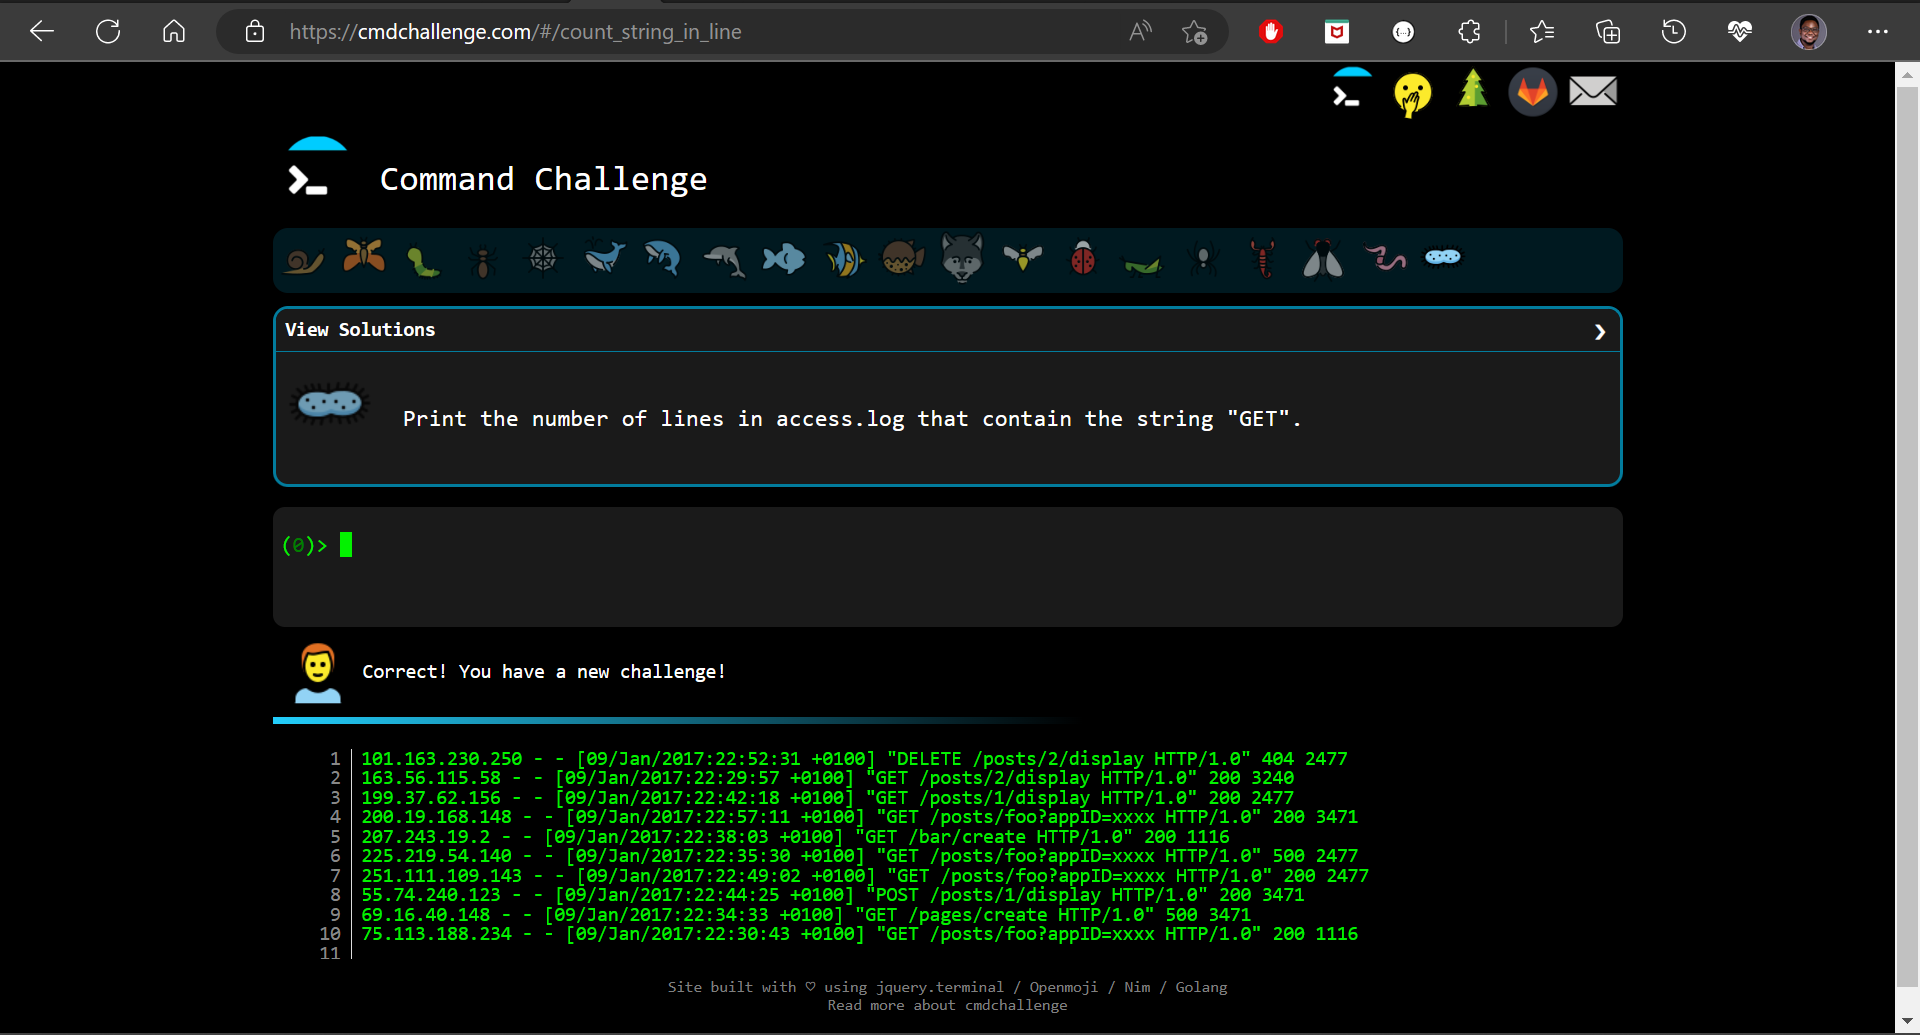 https://cmdchallenge.com/#/count_string_in_line
Command Challenge
View Solutions
Print the number of lines in access.log that contain the string "GET".
(0)>
Correct! You have a new challenge!
1 101.163.230.250 - - [09/Jan/2017:22:52:31 +0100] "DELETE /posts/2/display HTTP/1.0" 404 2477
2 163.56.115.58 - - [09/Jan/2017:22:29:57 +0100] "GET /posts/2/display HTTP/1.0" 200 3240
3 199.37.62.156 - - [09/Jan/2017:22:42:18 +0100] "GET /posts/1/display HTTP/1.0" 200 2477
4 200.19.168.148 - - [09/Jan/2017:22:57:11 +0100] "GET /posts/foo?appID=xxxx HTTP/1.0" 200 3471
5 207.243.19.2 - - [09/Jan/2017:22:38:03 +0100] "GET /bar/create HTTP/1.0" 200 1116
6 225.219.54.140 - - [09/Jan/2017:22:35:30 +0100] "GET /posts/foo?appID=xxxx HTTP/1.0" 500 2477
7 251.111.109.143 - - [09/Jan/2017:22:49:02 +0100] "GET /posts/foo?appID=xxxx HTTP/1.0" 200 2477
8 55.74.240.123 - - [09/Jan/2017:22:44:25 +0100] "POST /posts/1/display HTTP/1.0" 200 3471
9 69.16.40.148 - - [09/Jan/2017:22:34:33 +0100] "GET /pages/create HTTP/1.0" 500 3471
10 75.113.188.234 - - [09/Jan/2017:22:30:43 +0100] "GET /posts/foo?appID=xxxx HTTP/1.0" 200 1116
11
Site built with ♡ using jquery.terminal / Openmoji / Nim / Golang
Read more about cmdchallenge